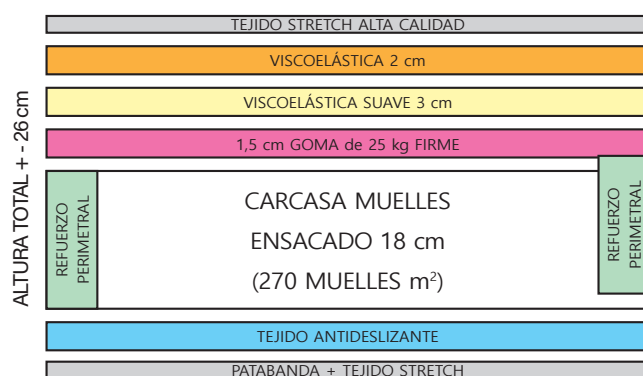 TEJIDO STRETCH ALTA CALIDAD
VISCOELÁSTICA 2 cm
VISCOELÁSTICA SUAVE 3 cm
1,5 cm GOMA de 25 kg FIRME
ALTURA TOTAL + - 26 cm
REFUERZO
PERIMETRAL
CARCASA MUELLES
ENSACADO 18 cm
(270 MUELLES m²)
REFUERZO
PERIMETRAL
TEJIDO ANTIDESLIZANTE
PATABANDA + TEJIDO STRETCH